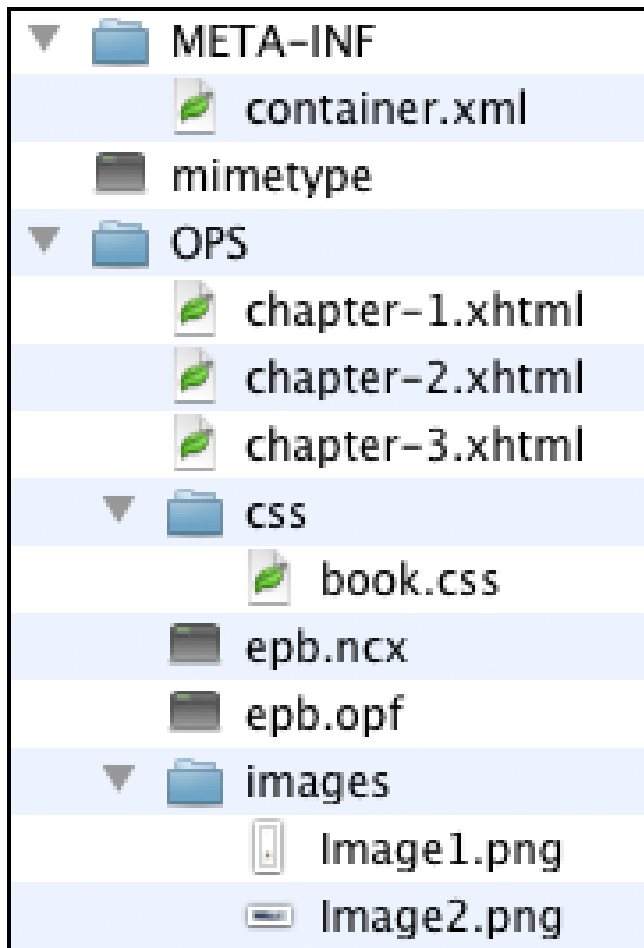 META-INF
container.xml
mimetype
OPS
chapter-1.xhtml
chapter-2.xhtml
chapter-3.xhtml
css
book.css
epb.ncx
epb.opf
images
Image1.png
Image2.png